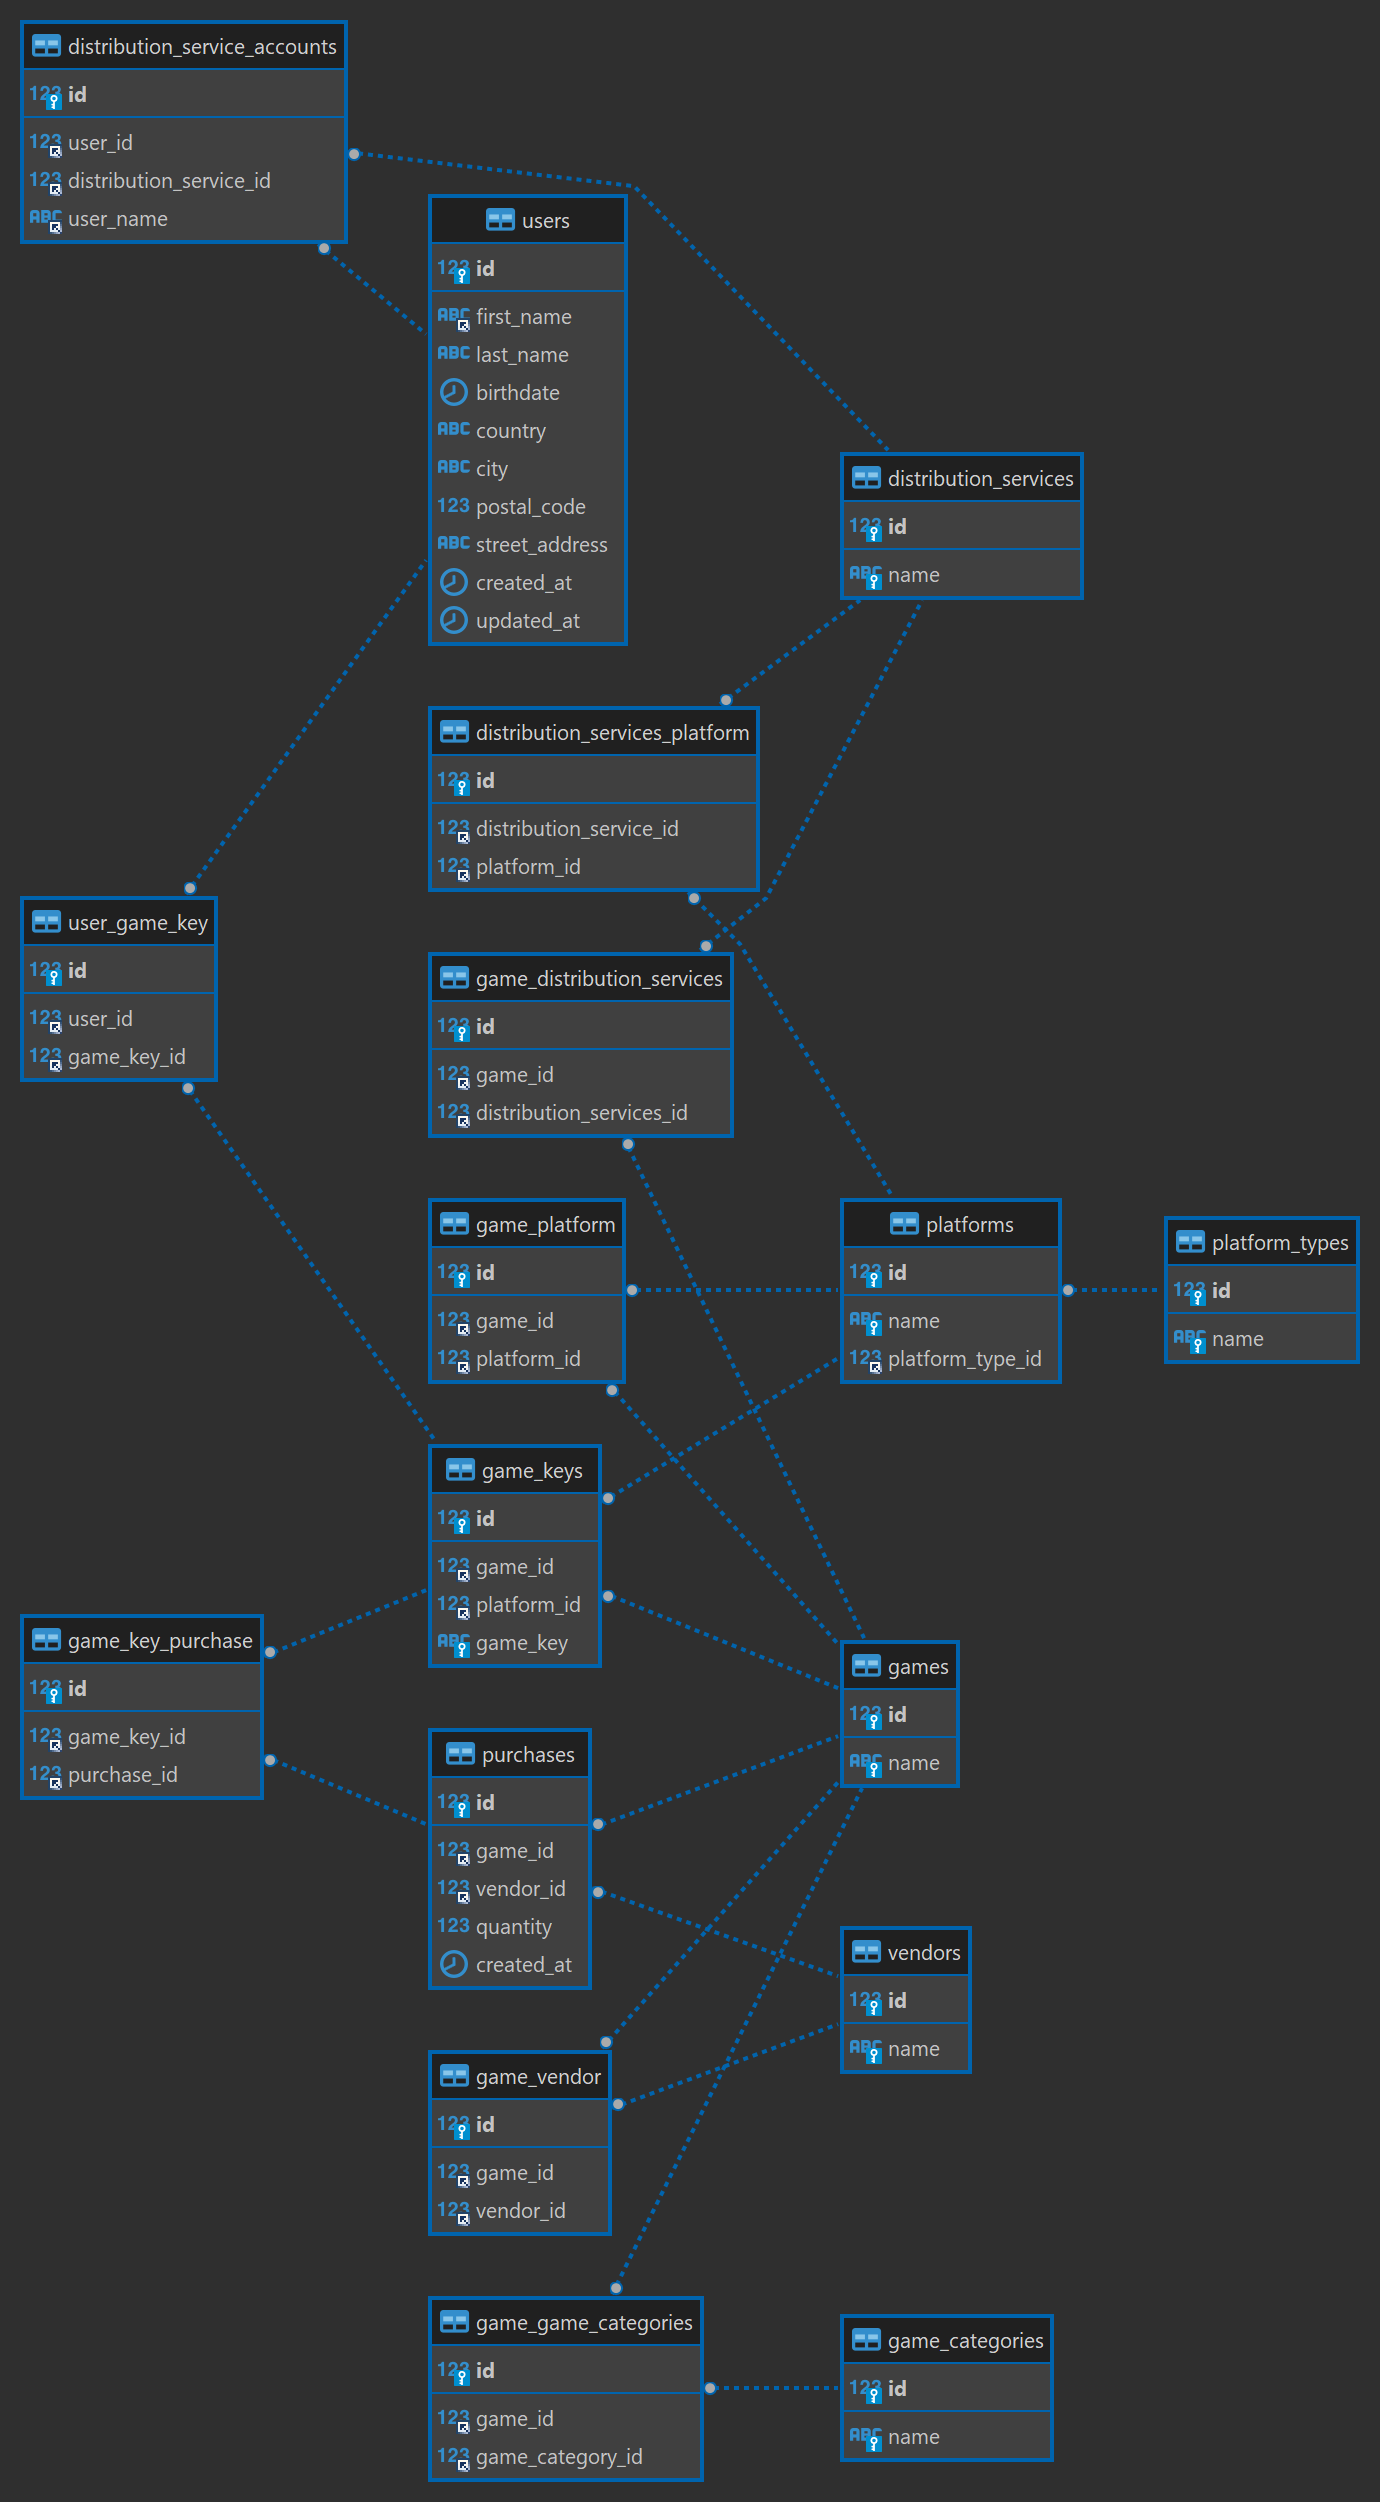 distribution_service_accounts
123 id
123 user_id
123 distribution_service_id
ABC user_name
users
123 id
ABC first_name
ABC last_name
birthdate
ABC country
ABC city
123 postal_code
ABC street_address
created_at
updated_at
distribution_services
123 id
ABC name
distribution_services_platform
123 id
123 distribution_service_id
123 platform_id
user_game_key
123 id
123 user_id
123 game_key_id
game_distribution_services
123 id
123 game_id
123 distribution_services_id
game_platform
123 id
123 game_id
123 platform_id
platforms
123 id
ABC name
123 platform_type_id
platform_types
123 id
ABC name
game_keys
123 id
123 game_id
123 platform_id
ABC game_key
game_key_purchase
123 id
123 game_key_id
123 purchase_id
games
123 id
ABC name
purchases
123 id
123 game_id
123 vendor_id
123 quantity
created_at
vendors
123 id
ABC name
game_vendor
123 id
123 game_id
123 vendor_id
game_game_categories
123 id
123 game_id
123 game_category_id
game_categories
123 id
ABC name